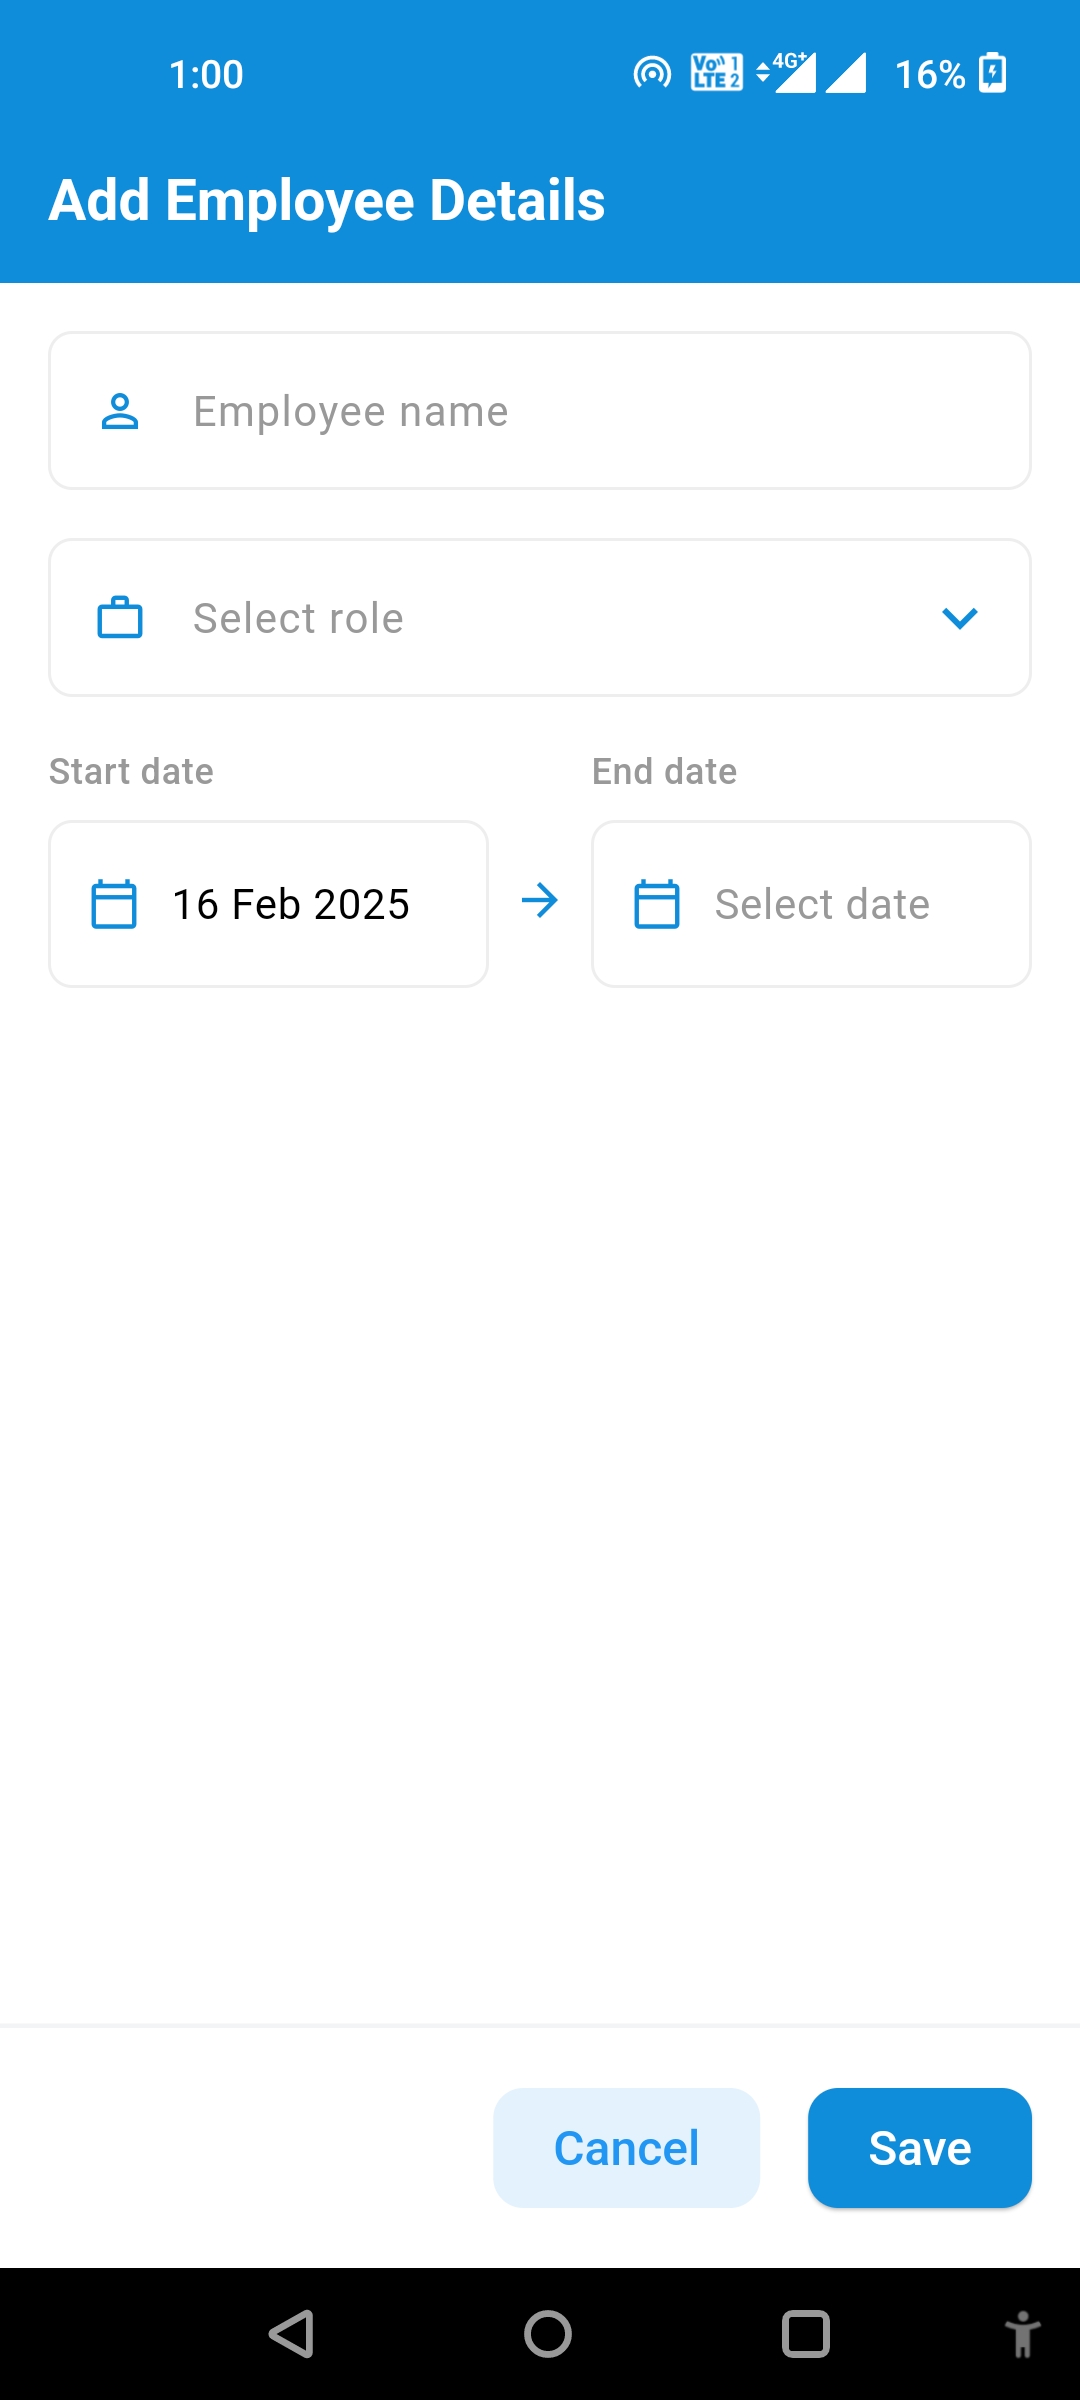 1:00 Vo LTE 1 2 4G+ 16%
Add Employee Details
Employee name
Select role
Start date End date
16 Feb 2025 Select date
Cancel Save